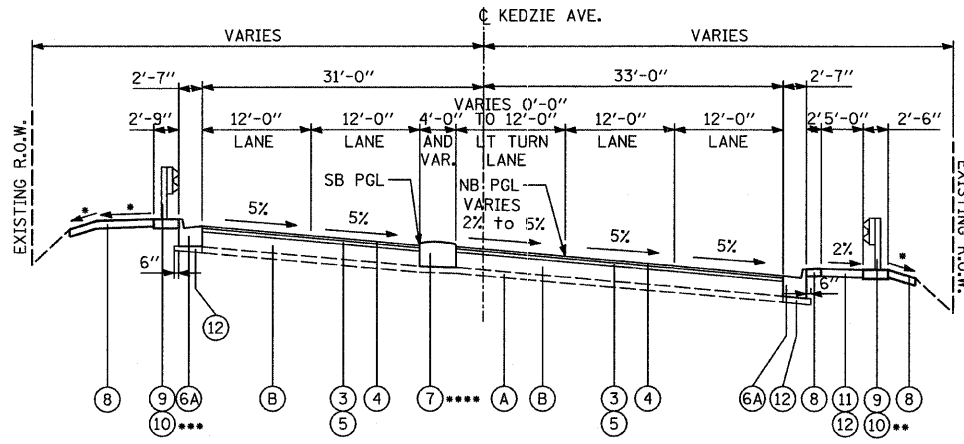 ℄ KEDZIE AVE.
VARIES VARIES
2'-7" 31'-0" 33'-0" 2'-7"
VARIES 0'-0"
2'-9" 12'-0" 12'-0" 4'-0" TO 12'-0" 12'-0" 12'-0" 2' 5'-0" 2'-6"
LANE LANE AND LT TURN LANE LANE
VAR. LANE
EXISTING R.O.W.
EXISTING R.O.W.
SB PGL NB PGL
VARIES
* * 5% 5% 2% to 5% 5% 5% 2% *
6" 6"
12
8 9 6A B 3 4 7 **** A B 3 4 6A 12 8 11 9 8
10 *** 5 5 12 10 **